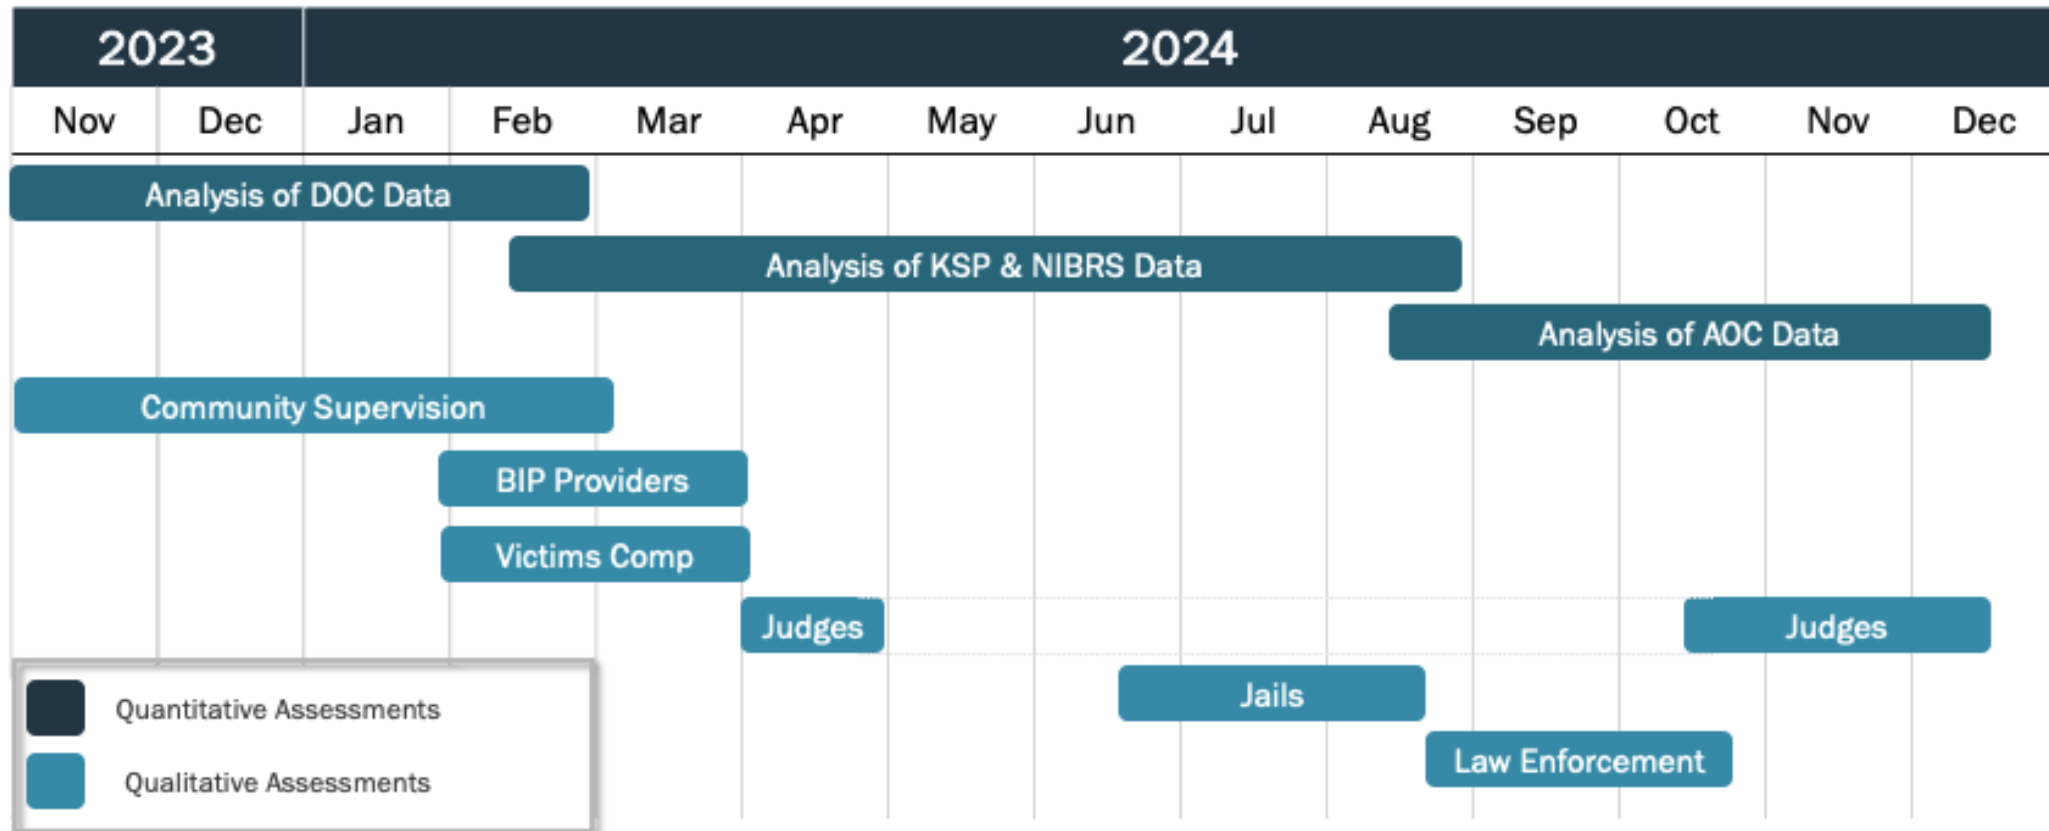 2023 2024
Nov Dec Jan Feb Mar Apr May Jun Jul Aug Sep Oct Nov Dec
Analysis of DOC Data
Analysis of KSP & NIBRS Data
Analysis of AOC Data
Community Supervision
BIP Providers
Victims Comp
Judges Judges
Jails
Law Enforcement
Quantitative Assessments
Qualitative Assessments